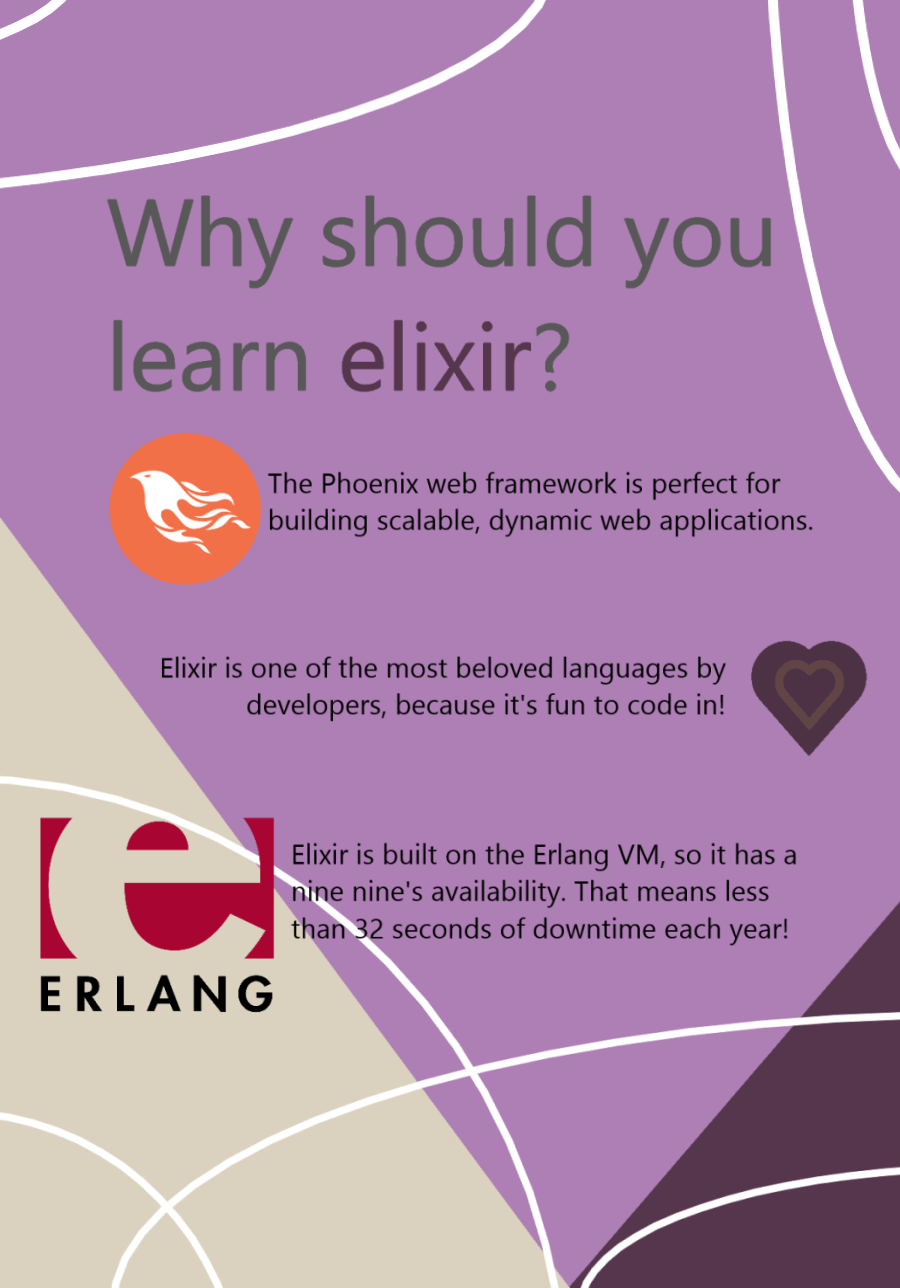 Why should you
learn elixir?
The Phoenix web framework is perfect for
building scalable, dynamic web applications.
Elixir is one of the most beloved languages by
developers, because it's fun to code in!
Elixir is built on the Erlang VM, so it has a
nine nine's availability. That means less
than 32 seconds of downtime each year!
e
ERLANG